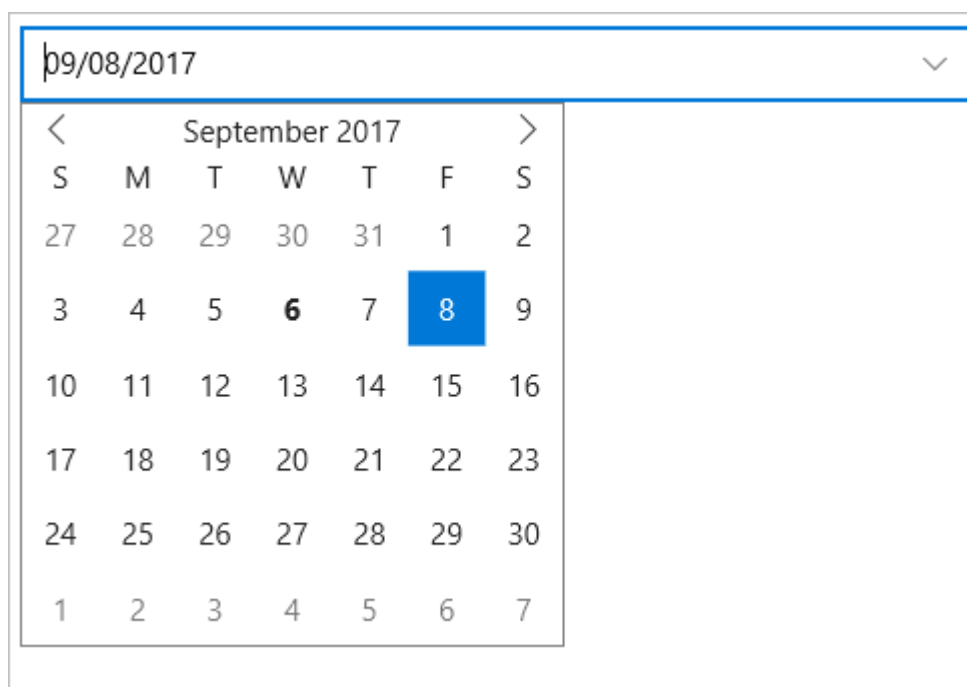 09/08/2017
September 2017
S M T W T F S
27 28 29 30 31 1 2
3 4 5 6 7 8 9
10 11 12 13 14 15 16
17 18 19 20 21 22 23
24 25 26 27 28 29 30
1 2 3 4 5 6 7